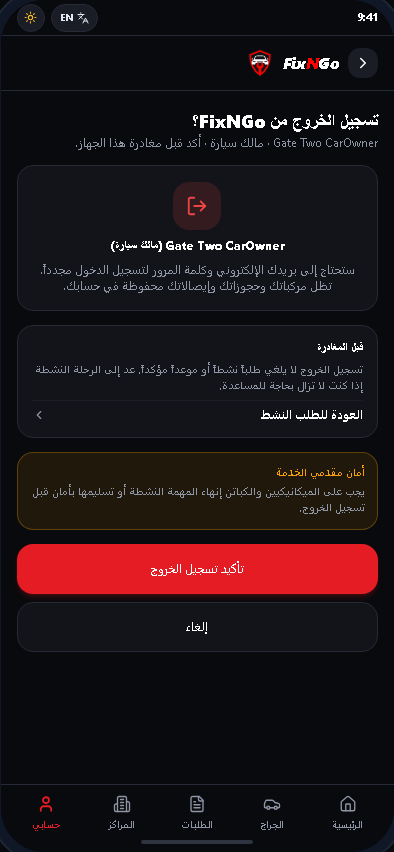 9:41
EN
FixNGo
تسجيل الخروج من FixNGo؟
Gate Two CarOwner · مالك سيارة · أكد قبل مغادرة هذا الجهاز.
Gate Two CarOwner (مالك سيارة)
ستحتاج إلى بريدك الإلكتروني وكلمة المرور لتسجيل الدخول مجدداً.
تظل مركباتك وحجوزاتك وإيصالاتك محفوظة في حسابك.
قبل المغادرة
تسجيل الخروج لا يلغي طلباً نشطاً أو موعداً مؤكداً. عد إلى الرحلة النشطة
إذا كنت لا تزال بحاجة للمساعدة.
العودة للطلب النشط
أمان مقدمي الخدمة
يجب على الميكانيكيين والكباتن إنهاء المهمة النشطة أو تسليمها بأمان قبل
تسجيل الخروج.
تأكيد تسجيل الخروج
إلغاء
الرئيسية
الجراج
الطلبات
المراكز
حسابي